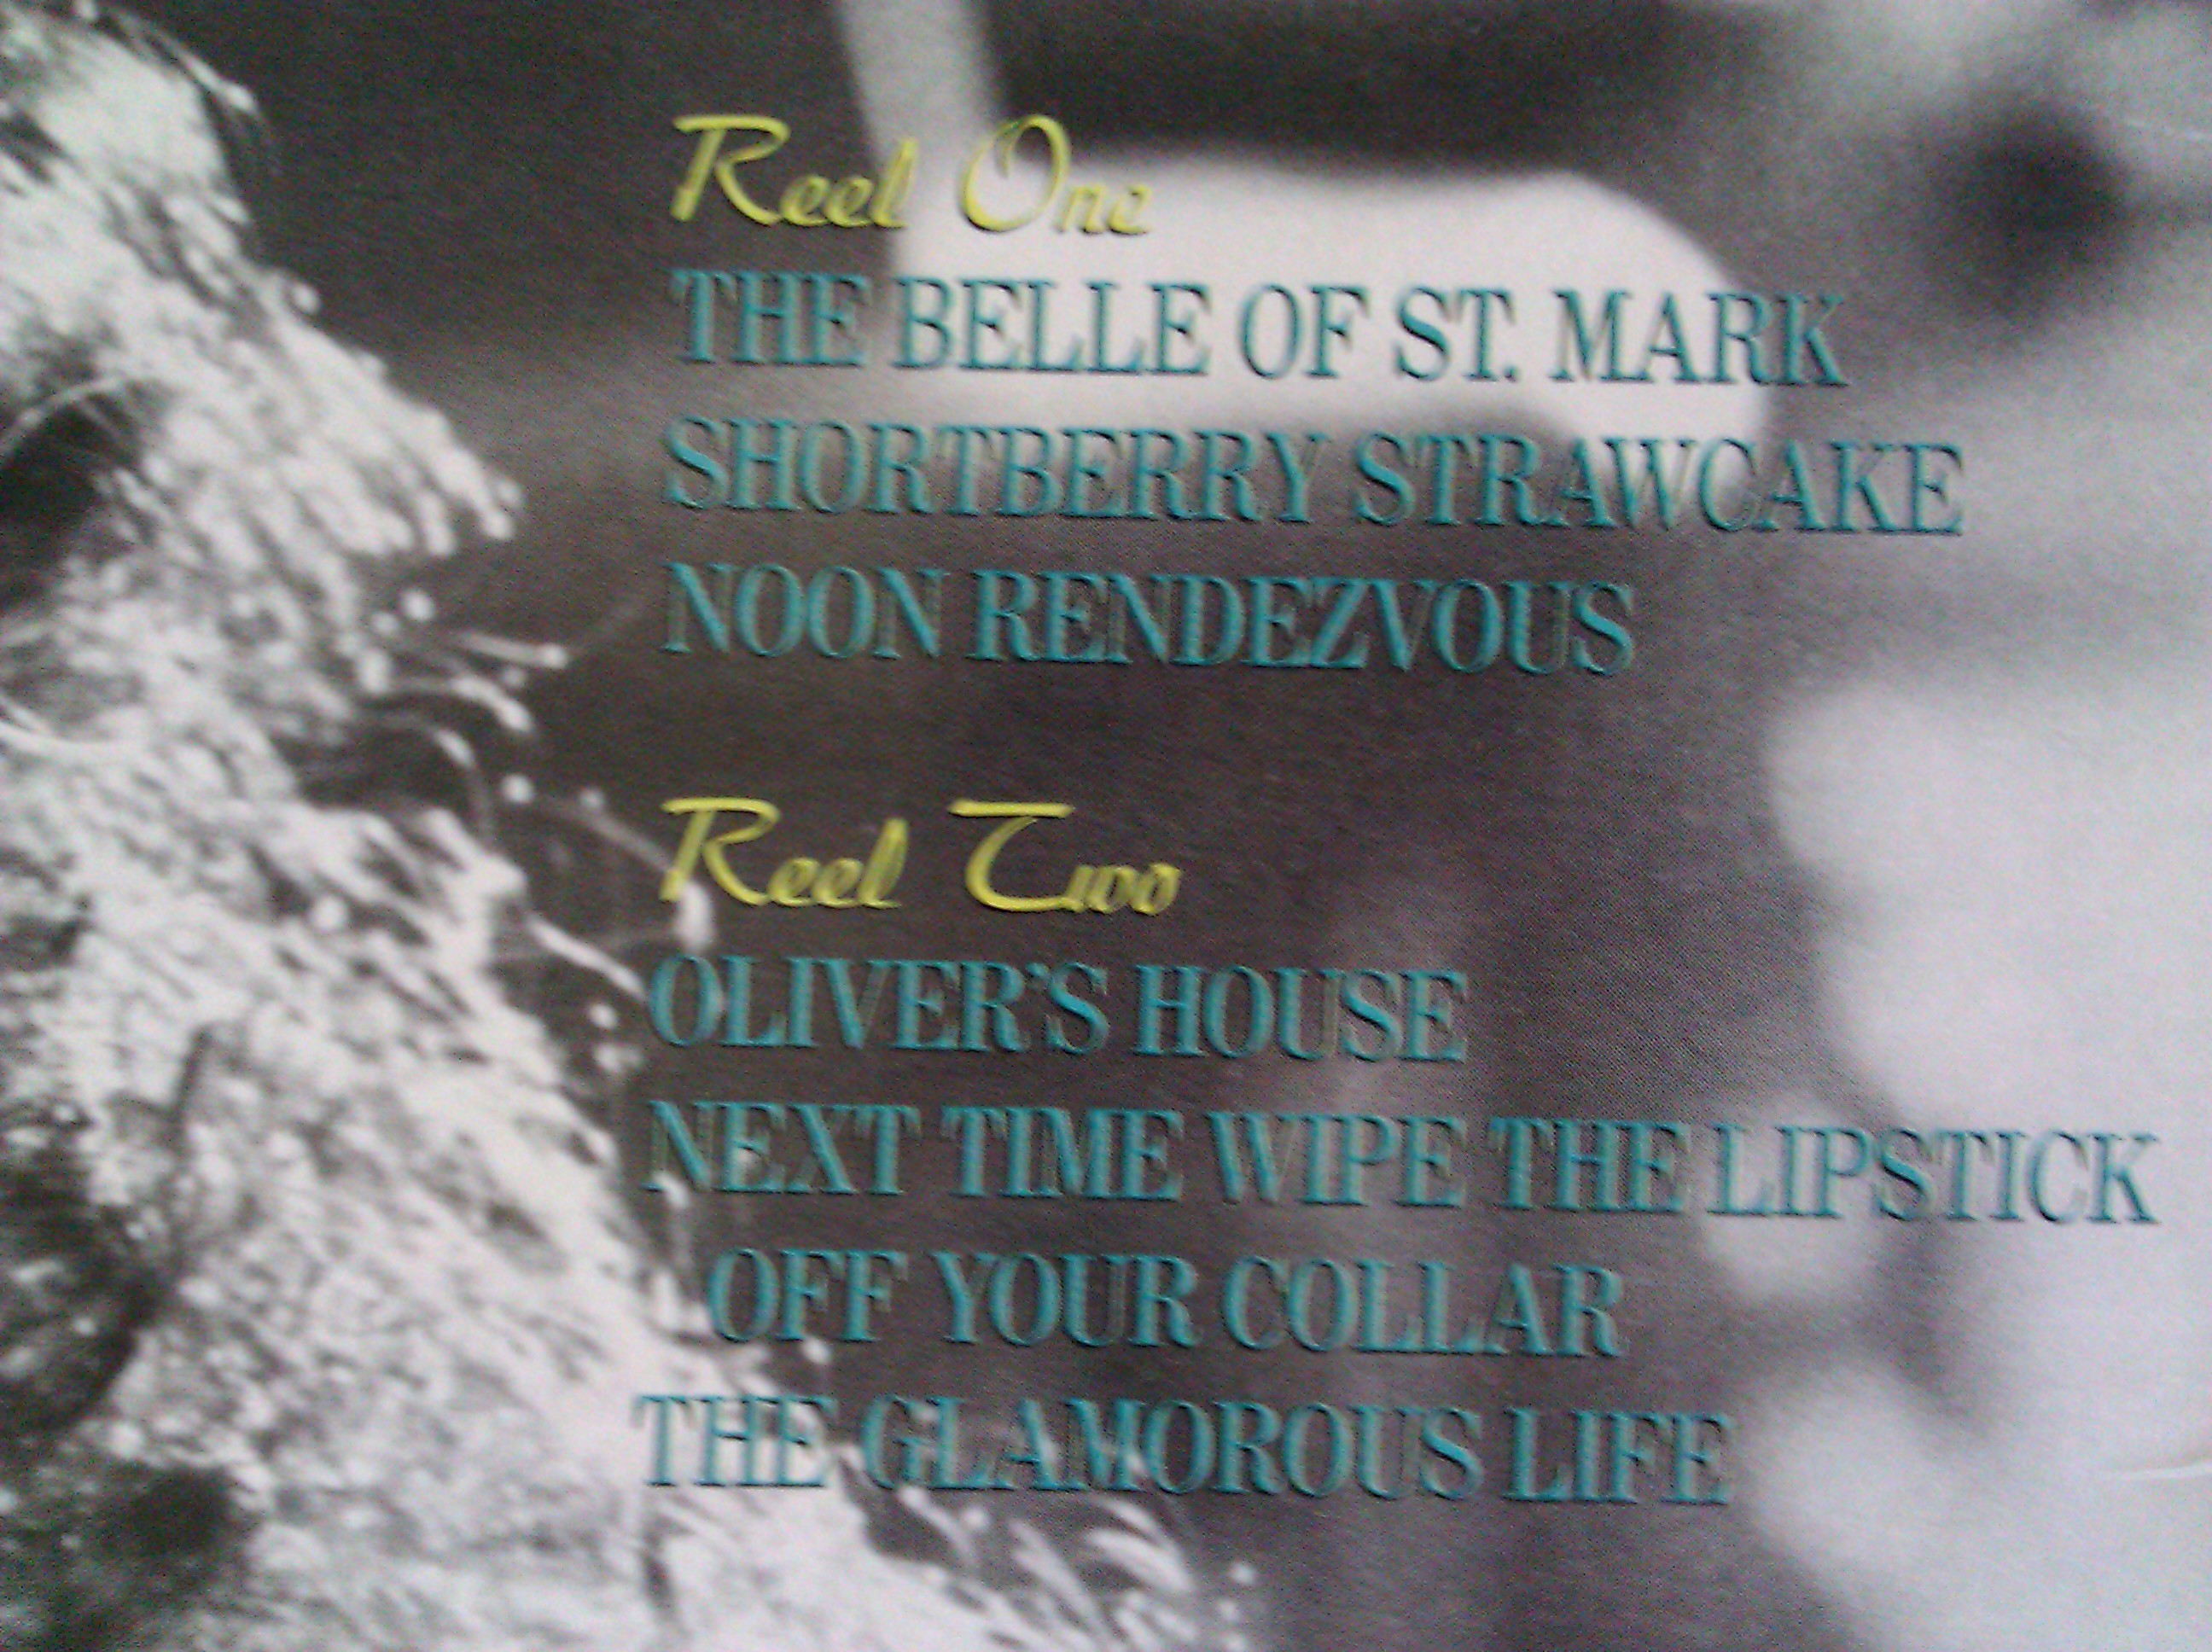 Reel One
THE BELLE OF ST. MARK
SHORTBERRY STRAWCAKE
NOON RENDEZVOUS
Reel Two
OLIVER'S HOUSE
NEXT TIME WIPE THE LIPSTICK
OFF YOUR COLLAR
THE GLAMOROUS LIFE